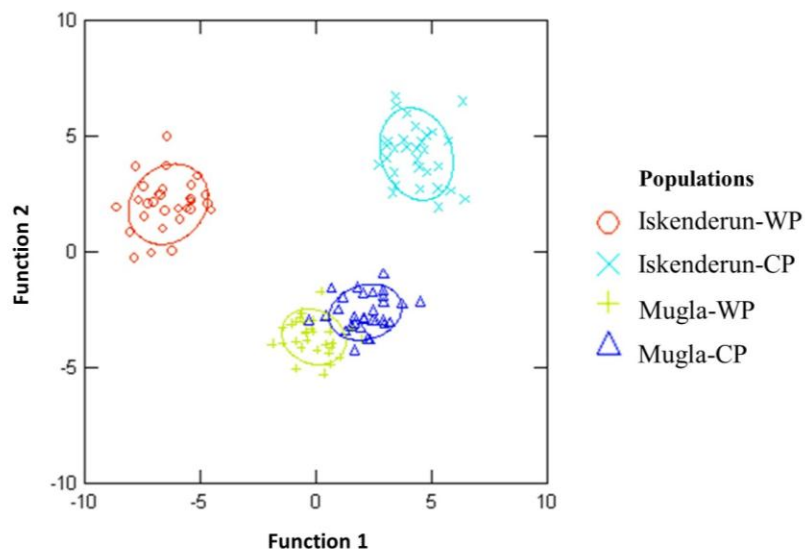 10
5
0
-5
-10
-10
-5
0
5
10
Function 2
Function 1
Populations
Iskenderun-WP
Iskenderun-CP
Mugla-WP
Mugla-CP